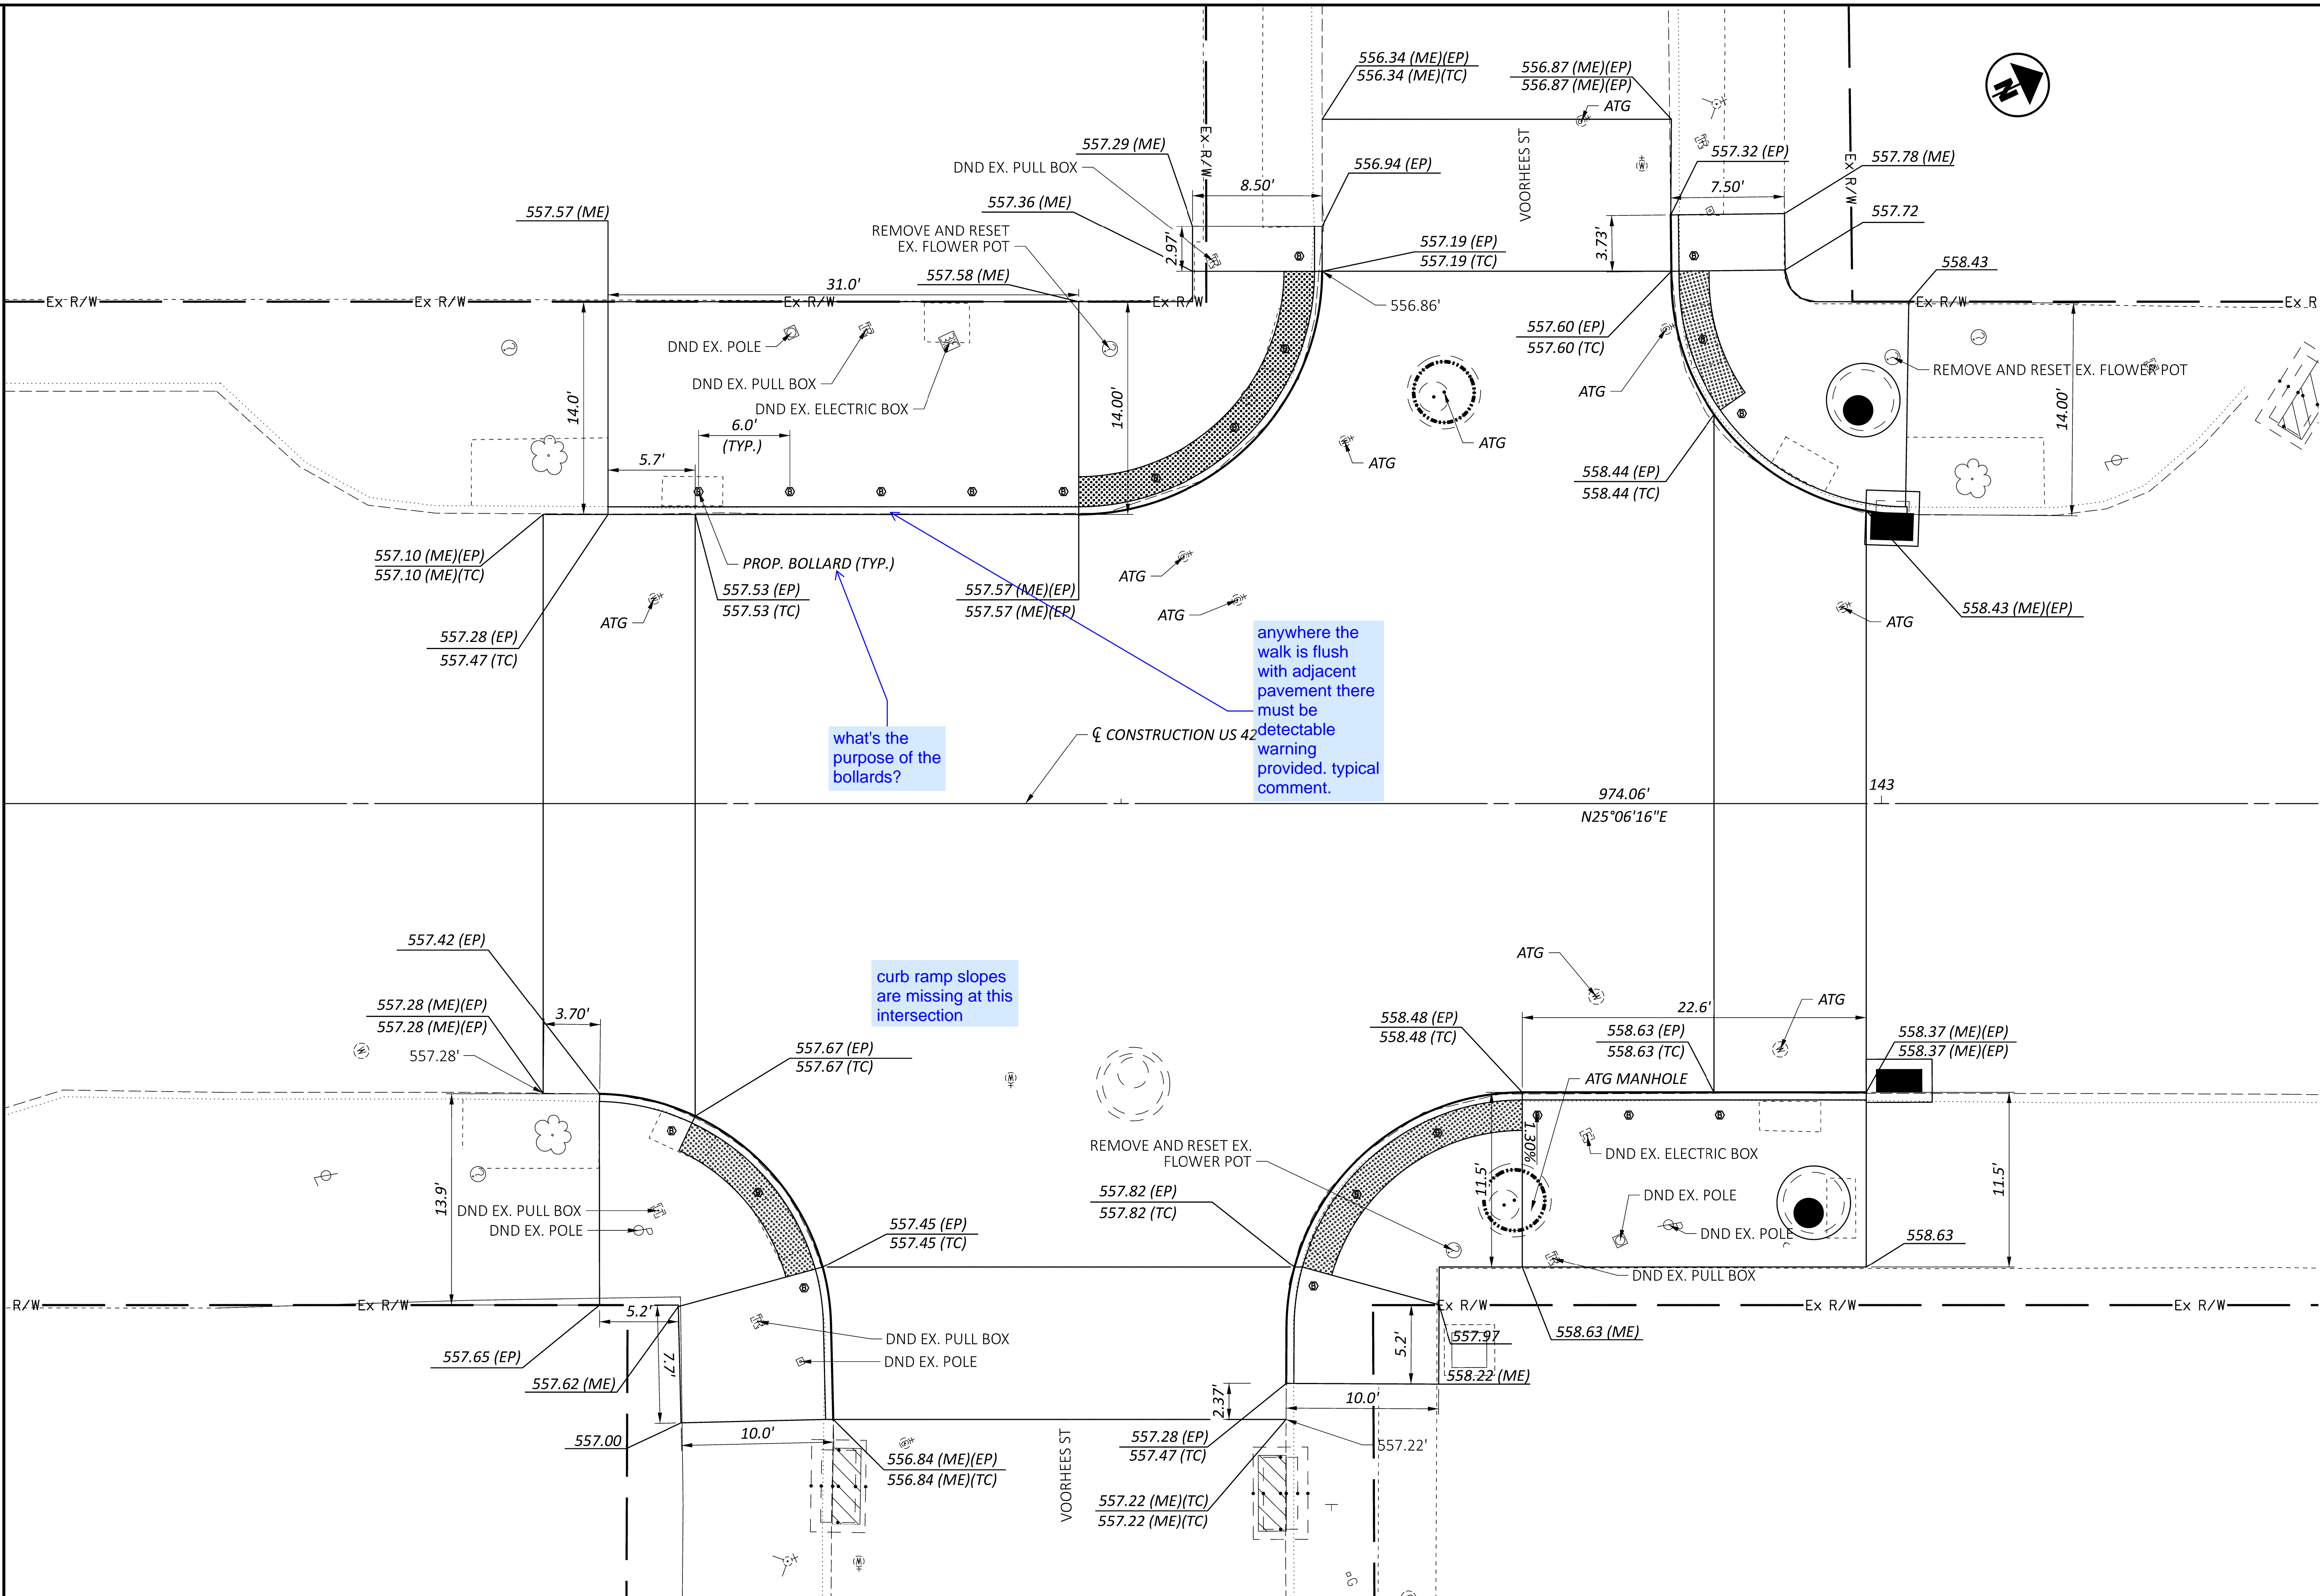 556.34 (ME)(EP)
556.34 (ME)(TC)
556.87 (ME)(EP)
556.87 (ME)(EP)
ATG
N
557.29 (ME)
DND EX. PULL BOX
Ex R/W
8.50'
556.94 (EP)
VOORHEES ST
557.32 (EP)
7.50'
Ex R/W
557.78 (ME)
557.57 (ME)
557.36 (ME)
557.72
REMOVE AND RESET
EX. FLOWER POT
2.97'
557.19 (EP)
557.19 (TC)
3.73'
558.43
557.58 (ME)
31.0'
Ex R/W
Ex R/W
Ex R/W
Ex R/W
556.86'
Ex R/W
Ex R
557.60 (EP)
557.60 (TC)
DND EX. POLE
DND EX. PULL BOX
DND EX. ELECTRIC BOX
REMOVE AND RESET EX. FLOWER POT
ATG
14.0'
14.00'
14.00'
6.0'
(TYP.)
5.7'
ATG
ATG
558.44 (EP)
558.44 (TC)
557.10 (ME)(EP)
557.10 (ME)(TC)
PROP. BOLLARD (TYP.)
557.53 (EP)
557.53 (TC)
557.57 (ME)(EP)
557.57 (ME)(EP)
ATG
ATG
ATG
557.28 (EP)
557.47 (TC)
558.43 (ME)(EP)
ATG
anywhere the
walk is flush
with adjacent
pavement there
must be
detectable
warning
provided. typical
comment.
what's the
purpose of the
bollards?
℄ CONSTRUCTION US 42
974.06'
N25°06'16"E
143
557.42 (EP)
curb ramp slopes
are missing at this
intersection
ATG
557.28 (ME)(EP)
557.28 (ME)(EP)
3.70'
557.28'
557.67 (EP)
557.67 (TC)
558.48 (EP)
558.48 (TC)
22.6'
558.63 (EP)
558.63 (TC)
ATG
558.37 (ME)(EP)
558.37 (ME)(EP)
ATG MANHOLE
REMOVE AND RESET EX.
FLOWER POT
1.30%
11.5'
11.5'
DND EX. ELECTRIC BOX
13.9'
DND EX. PULL BOX
DND EX. POLE
557.82 (EP)
557.82 (TC)
DND EX. POLE
DND EX. POLE
557.45 (EP)
557.45 (TC)
558.63
DND EX. PULL BOX
R/W
Ex R/W
5.2'
Ex R/W
Ex R/W
Ex R/W
557.97
558.63 (ME)
5.2'
DND EX. PULL BOX
DND EX. POLE
557.65 (EP)
7.7'
557.62 (ME)
558.22 (ME)
2.37'
10.0'
557.00
10.0'
556.84 (ME)(EP)
556.84 (ME)(TC)
VOORHEES ST
557.28 (EP)
557.47 (TC)
557.22'
557.22 (ME)(TC)
557.22 (ME)(TC)